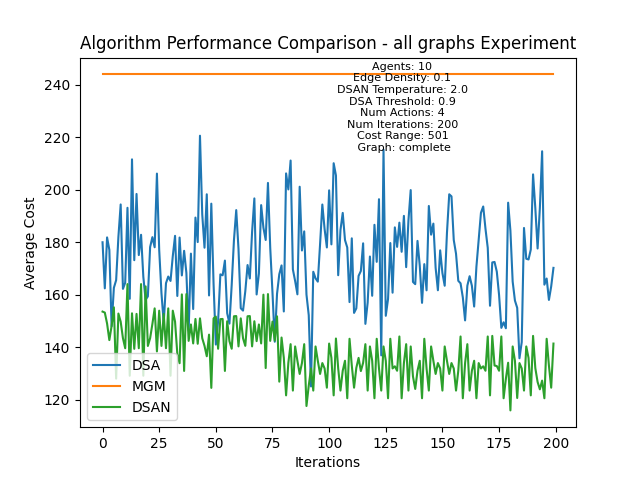 Algorithm Performance Comparison - all graphs Experiment
Agents: 10
Edge Density: 0.1
DSAN Temperature: 2.0
DSA Threshold: 0.9
Num Actions: 4
Num Iterations: 200
Cost Range: 501
Graph: complete
240
220
200
180
160
140
120
Average Cost
DSA
MGM
DSAN
0 25 50 75 100 125 150 175 200
Iterations